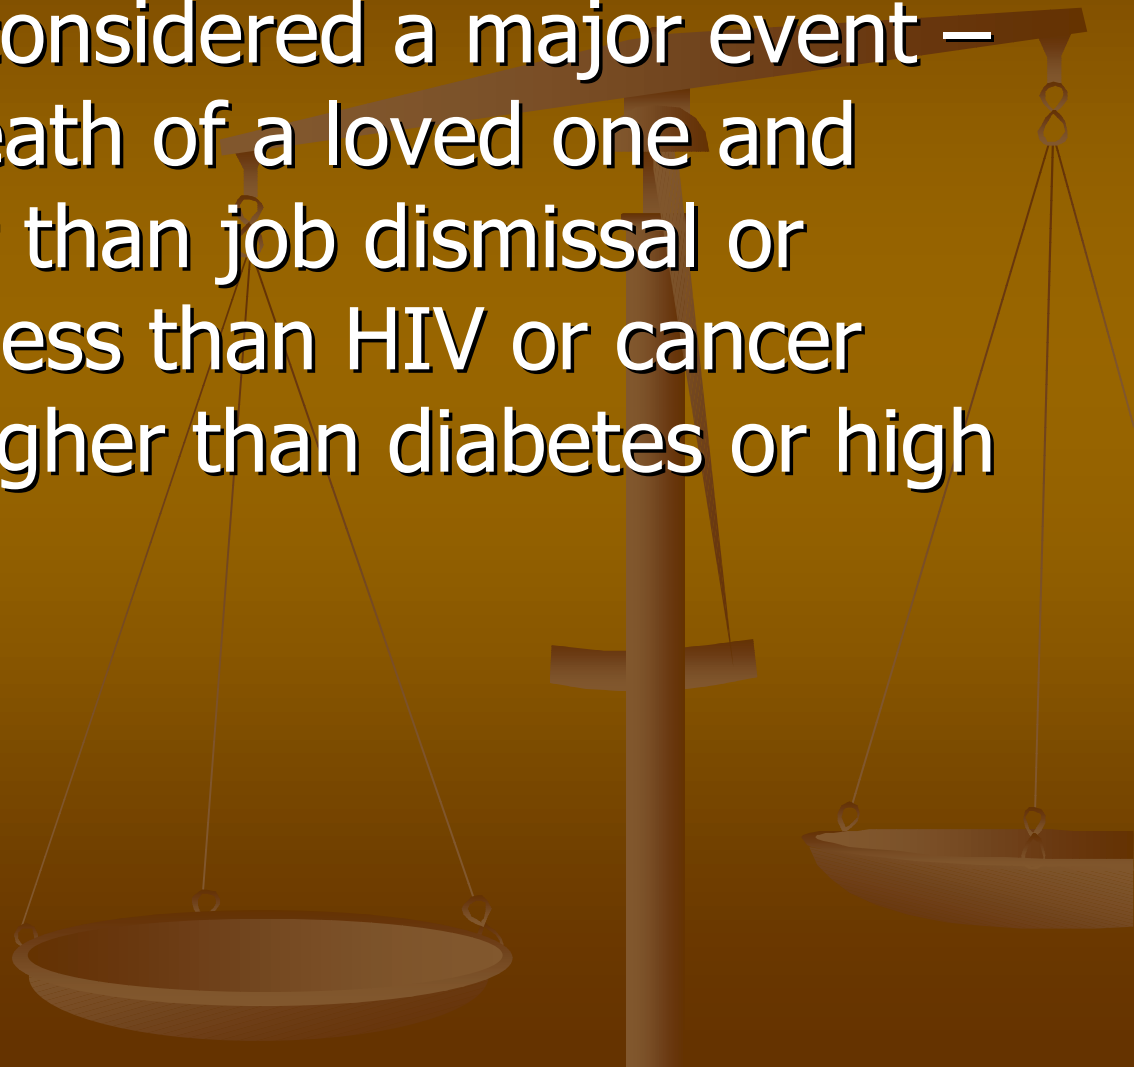 onsidered a major event –
eath of a loved one and
than job dismissal or
ess than HIV or cancer
gher than diabetes or high